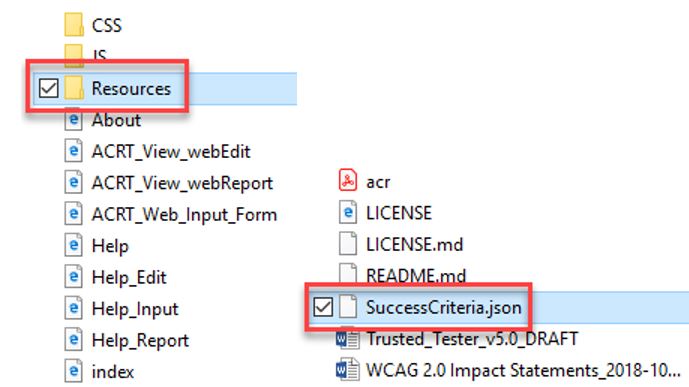 CSS
JS
Resources
About
ACRT_View_webEdit
ACRT_View_webReport
ACRT_Web_Input_Form
Help
Help_Edit
Help_Input
Help_Report
index
acr
LICENSE
LICENSE.md
README.md
SuccessCriteria.json
Trusted_Tester_v5.0_DRAFT
WCAG 2.0 Impact Statements_2018-10...